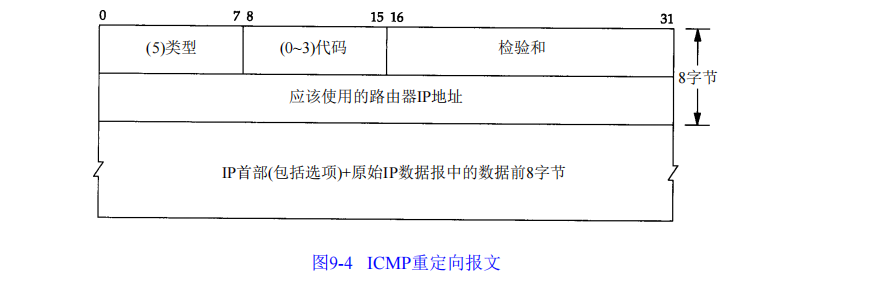 0 7 8 15 16 31
(5)类型 (0~3)代码 检验和
8字节
应该使用的路由器IP地址
IP首部(包括选项)+原始IP数据报中的数据前8字节
图9-4 ICMP重定向报文